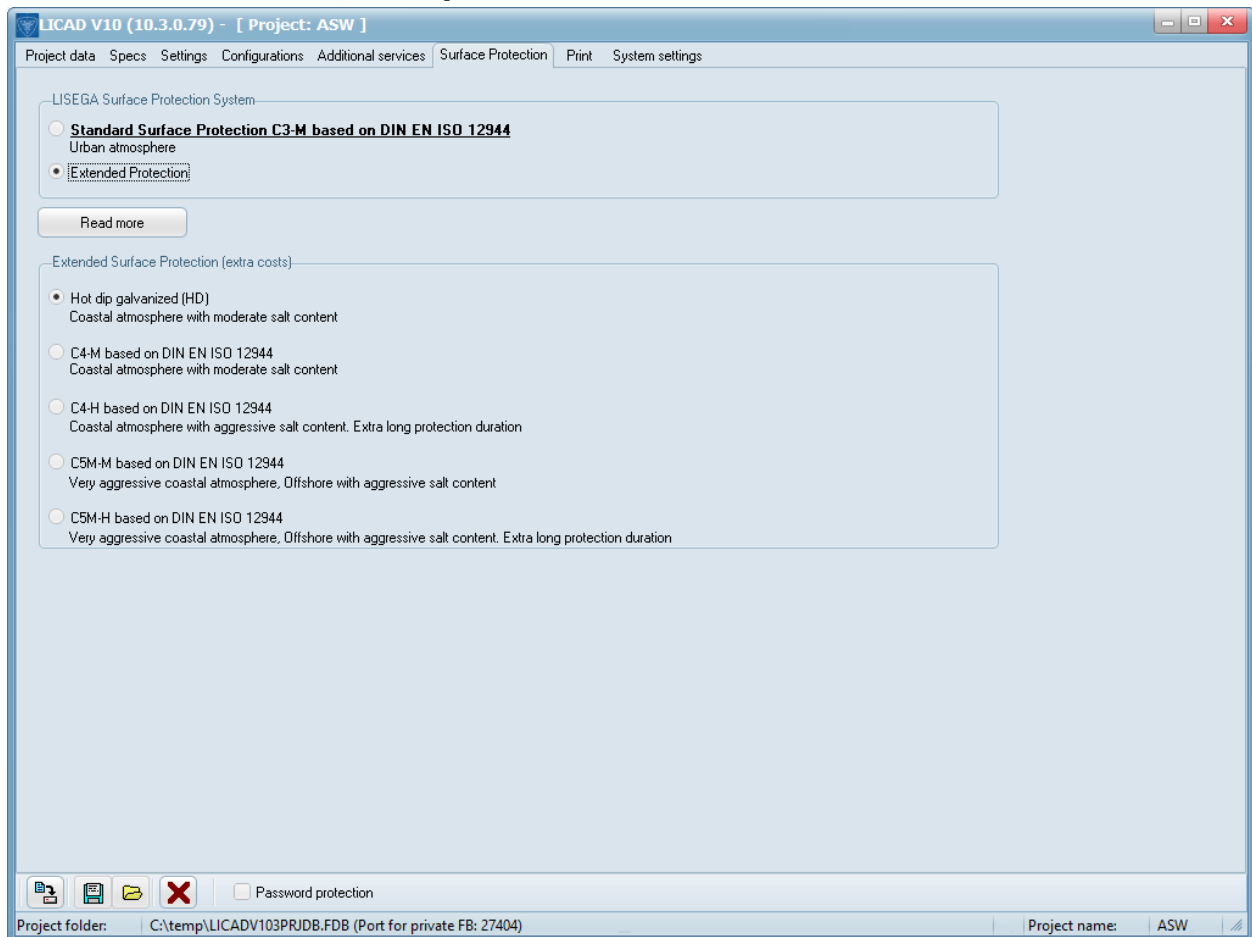 LICAD V10 (10.3.0.79) - [ Project: ASW ]
Project data Specs Settings Configurations Additional services Surface Protection Print System settings
LISEGA Surface Protection System
Standard Surface Protection C3-M based on DIN EN ISO 12944
Urban atmosphere
Extended Protection
Read more
Extended Surface Protection (extra costs)
Hot dip galvanized (HD)
Coastal atmosphere with moderate salt content
C4-M based on DIN EN ISO 12944
Coastal atmosphere with moderate salt content
C4-H based on DIN EN ISO 12944
Coastal atmosphere with aggressive salt content. Extra long protection duration
C5M-M based on DIN EN ISO 12944
Very aggressive coastal atmosphere, Offshore with aggressive salt content
C5M-H based on DIN EN ISO 12944
Very aggressive coastal atmosphere, Offshore with aggressive salt content. Extra long protection duration
Password protection
Project folder: C:\temp\LICADV103PRJDB.FDB (Port for private FB: 27404) Project name: ASW